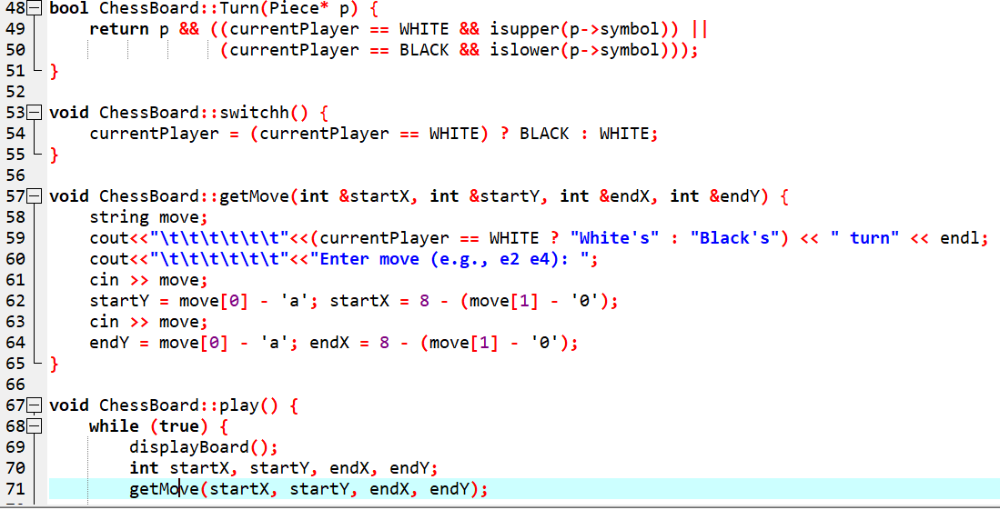 48 bool ChessBoard::Turn(Piece* p) {
49     return p && ((currentPlayer == WHITE && isupper(p->symbol)) ||
50                  (currentPlayer == BLACK && islower(p->symbol)));
51 }
52
53 void ChessBoard::switchh() {
54     currentPlayer = (currentPlayer == WHITE) ? BLACK : WHITE;
55 }
56
57 void ChessBoard::getMove(int &startX, int &startY, int &endX, int &endY) {
58     string move;
59     cout<<"\t\t\t\t\t\t"<<(currentPlayer == WHITE ? "White's" : "Black's") << " turn" << endl;
60     cout<<"\t\t\t\t\t\t"<<"Enter move (e.g., e2 e4): ";
61     cin >> move;
62     startY = move[0] - 'a'; startX = 8 - (move[1] - '0');
63     cin >> move;
64     endY = move[0] - 'a'; endX = 8 - (move[1] - '0');
65 }
66
67 void ChessBoard::play() {
68     while (true) {
69         displayBoard();
70         int startX, startY, endX, endY;
71         getMove(startX, startY, endX, endY);